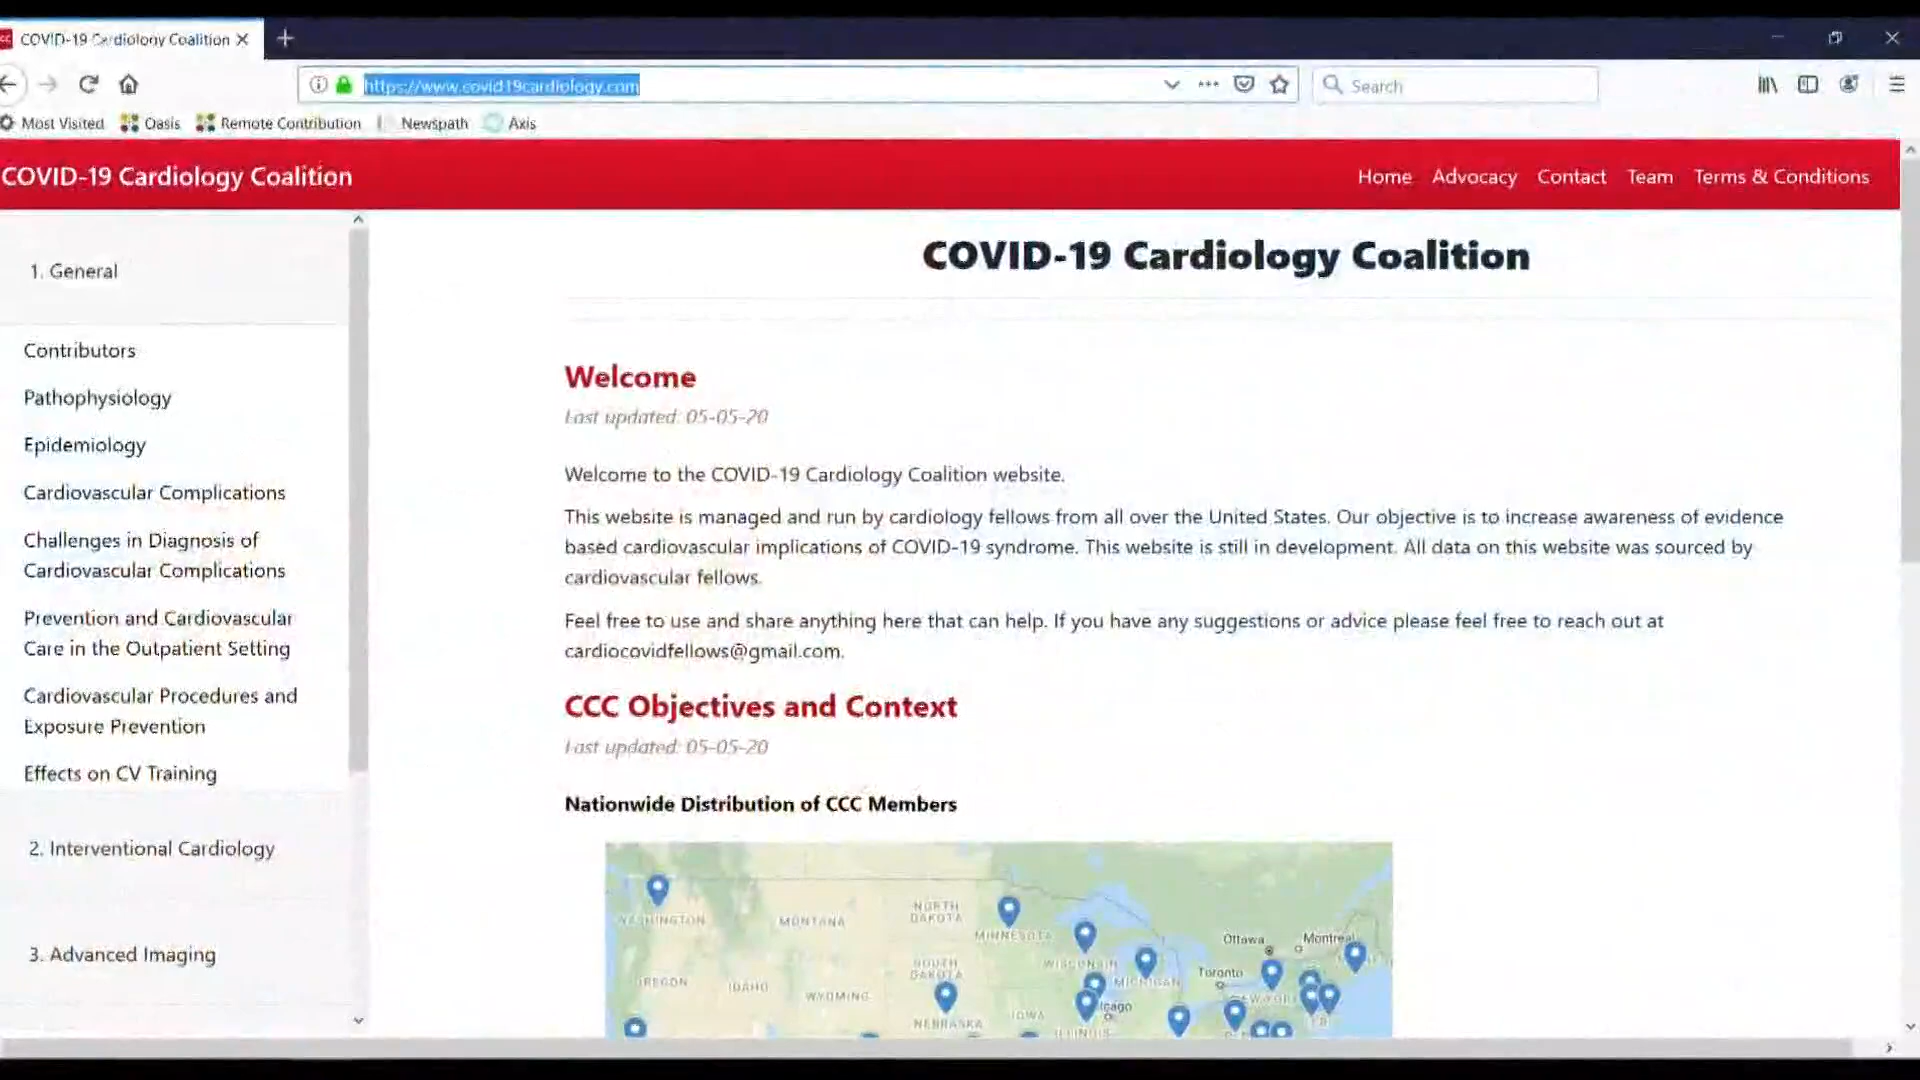 COVID-19 Cardiology Coalition
https://www.covid19cardiology.com
Search
Most Visited Oasis Remote Contribution Newspath Axis
COVID-19 Cardiology Coalition
Home Advocacy Contact Team Terms & Conditions
1. General
Contributors
Pathophysiology
Epidemiology
Cardiovascular Complications
Challenges in Diagnosis of
Cardiovascular Complications
Prevention and Cardiovascular
Care in the Outpatient Setting
Cardiovascular Procedures and
Exposure Prevention
Effects on CV Training
2. Interventional Cardiology
3. Advanced Imaging
COVID-19 Cardiology Coalition
Welcome
Last updated: 05-05-20
Welcome to the COVID-19 Cardiology Coalition website.
This website is managed and run by cardiology fellows from all over the United States. Our objective is to increase awareness of evidence
based cardiovascular implications of COVID-19 syndrome. This website is still in development. All data on this website was sourced by
cardiovascular fellows.
Feel free to use and share anything here that can help. If you have any suggestions or advice please feel free to reach out at
cardiocovidfellows@gmail.com.
CCC Objectives and Context
Last updated: 05-05-20
Nationwide Distribution of CCC Members
WASHINGTON
MONTANA
NORTH
DAKOTA
MINNESOTA
Ottawa
Montreal
OREGON
IDAHO
WYOMING
SOUTH
DAKOTA
WISCONSIN
MICHIGAN
Toronto
NEBRASKA
IOWA
ILLINOIS